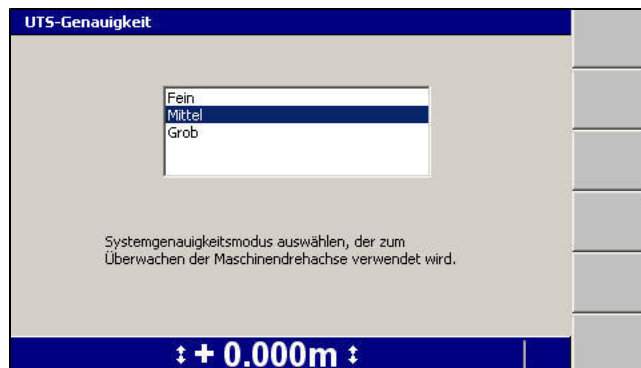 UTS-Genauigkeit
Fein
Mittel
Grob
Systemgenauigkeitsmodus auswählen, der zum
Überwachen der Maschinendrehachse verwendet wird.
↕ + 0.000m ↕